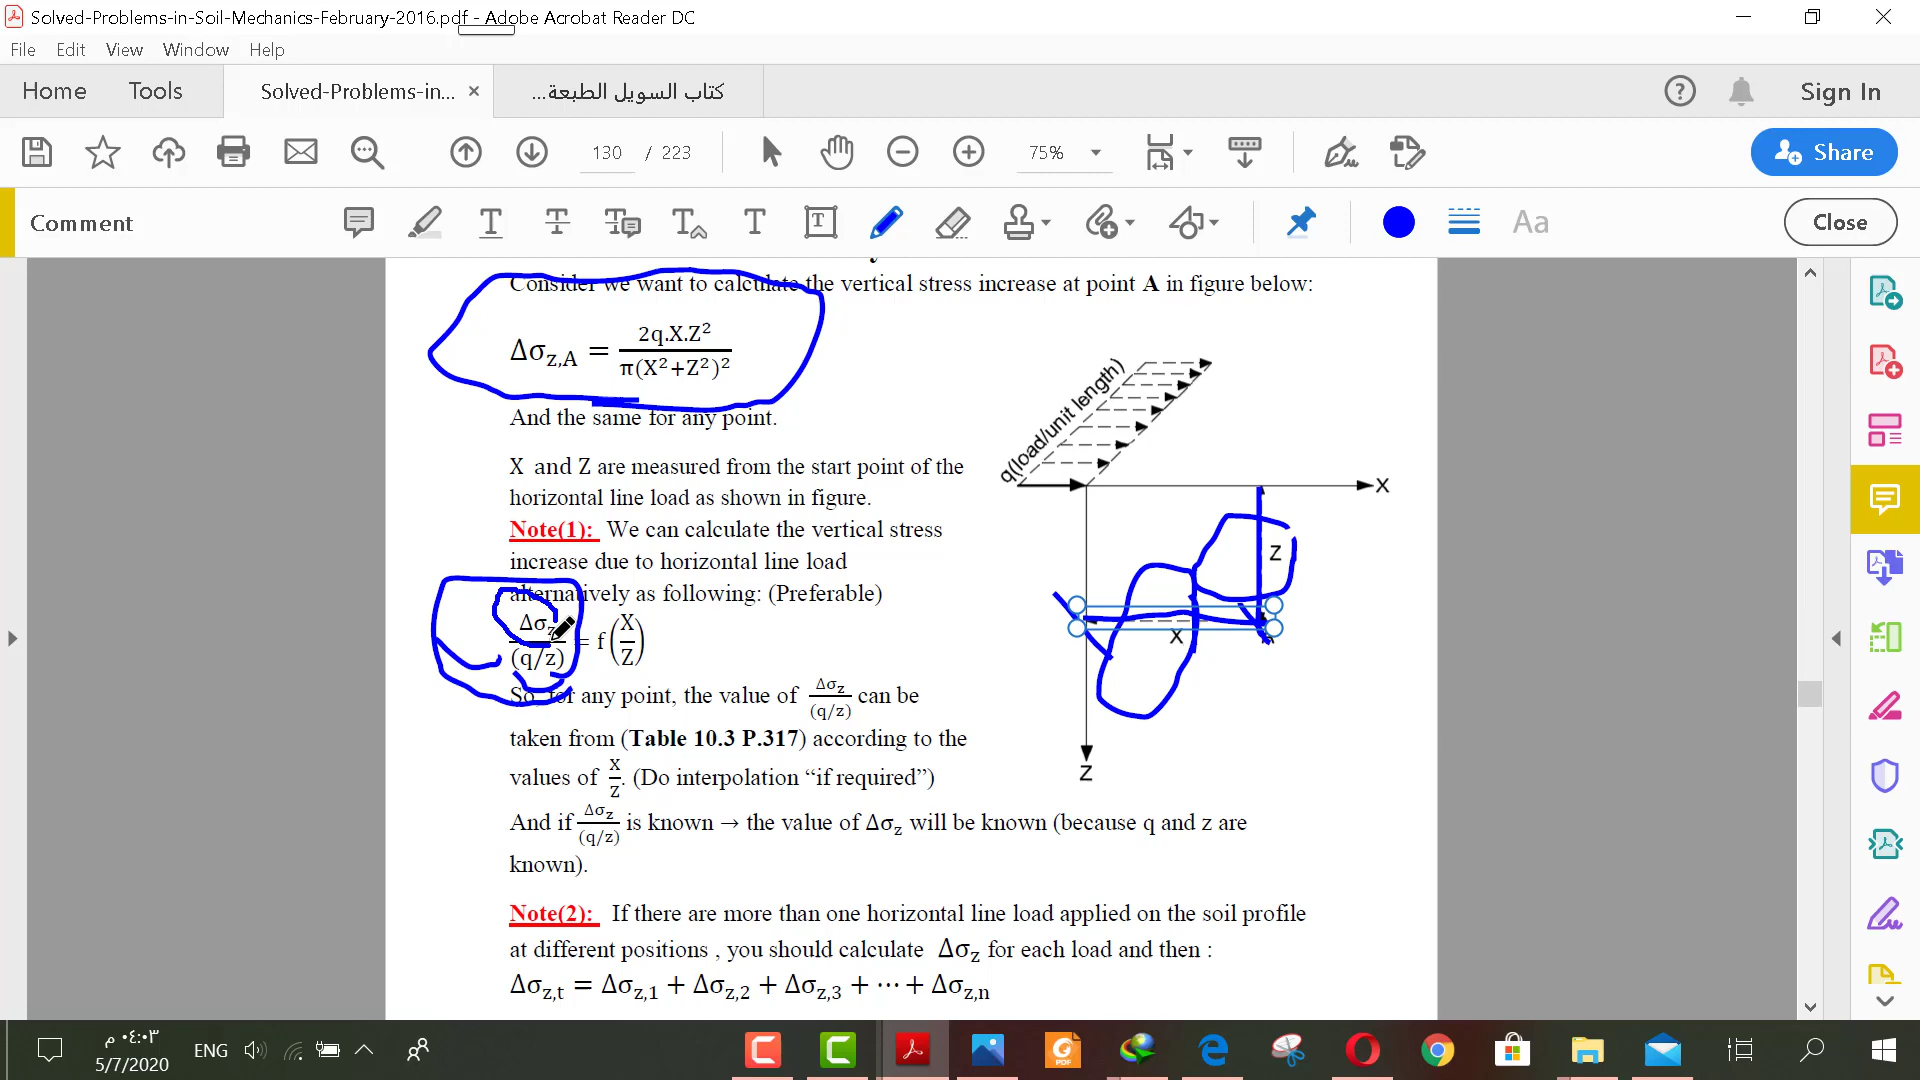 Solved-Problems-in-Soil-Mechanics-February-2016.pdf - Adobe Acrobat Reader DC
File Edit View Window Help
Home Tools Solved-Problems-in... × كتاب السويل الطبعة... Sign In
130 / 223 75% Share
Comment Aa Close
Consider we want to calculate the vertical stress increase at point A in figure below:
Δσz,A = 2q.X.Z² / π(X²+Z²)²
And the same for any point.
X and Z are measured from the start point of the
horizontal line load as shown in figure.
Note(1): We can calculate the vertical stress
increase due to horizontal line load
alternatively as following: (Preferable)
Δσz / (q/z) = f (X/Z)
So, for any point, the value of Δσz/(q/z) can be
taken from (Table 10.3 P.317) according to the
values of X/Z. (Do interpolation “if required”)
And if Δσz/(q/z) is known → the value of Δσz will be known (because q and z are
known).
q(load/unit length)
X
Z
X
Z
Note(2): If there are more than one horizontal line load applied on the soil profile
at different positions , you should calculate Δσz for each load and then :
Δσz,t = Δσz,1 + Δσz,2 + Δσz,3 + ⋯ + Δσz,n
ENG
٠٤:٠٣ م
5/7/2020